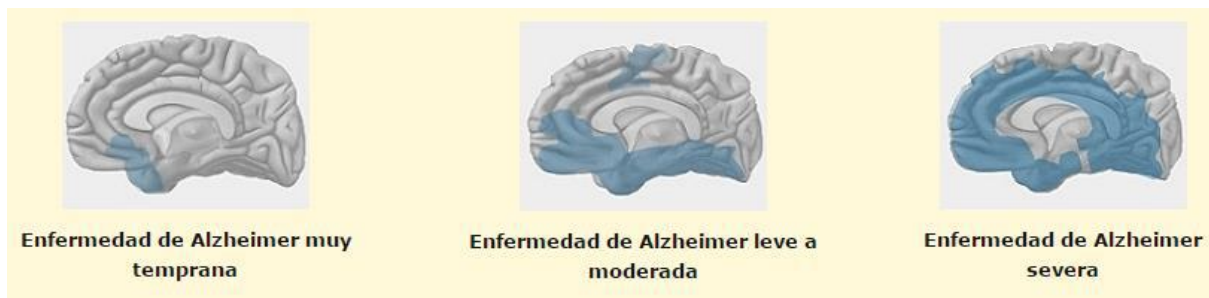 Enfermedad de Alzheimer muy
temprana
Enfermedad de Alzheimer leve a
moderada
Enfermedad de Alzheimer
severa